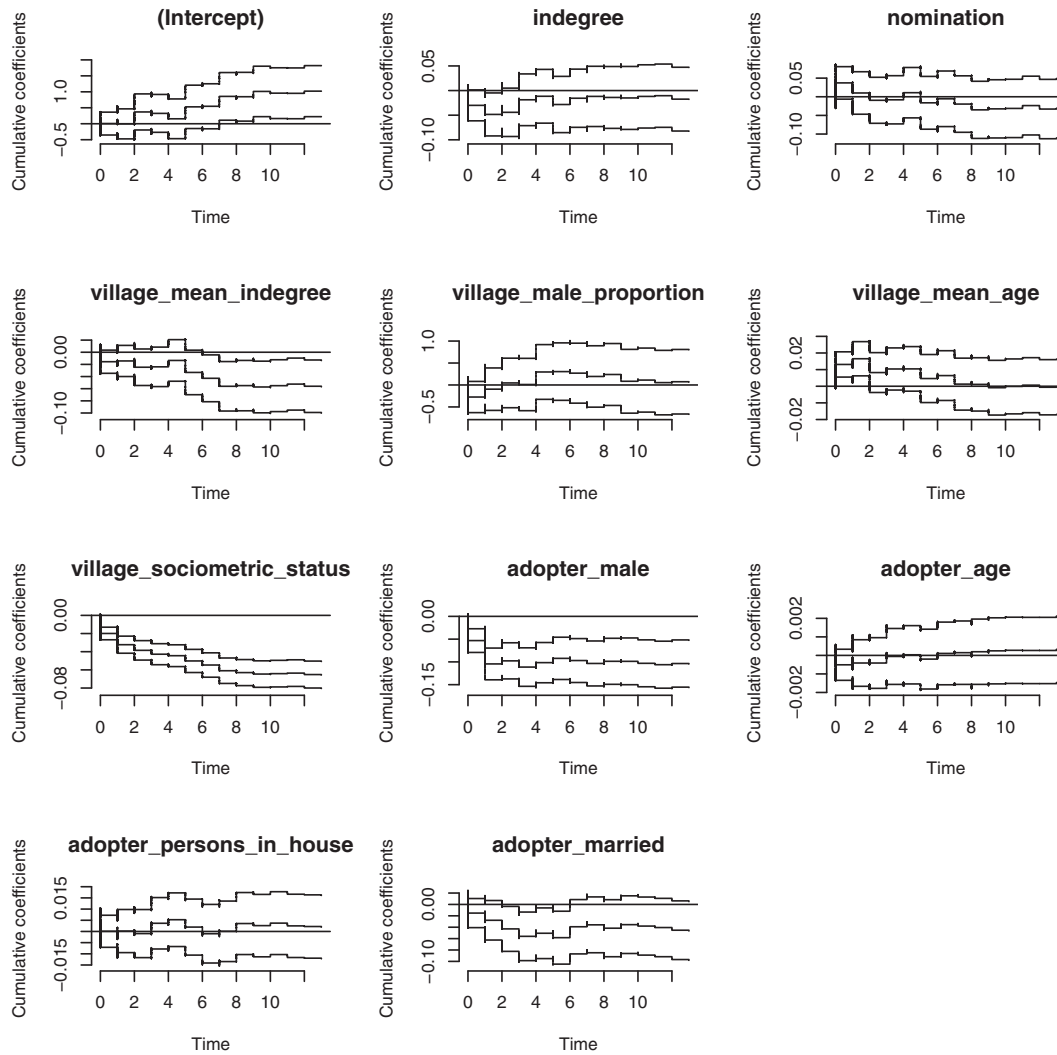 (Intercept)
Cumulative coefficients
−0.5 1.0
0 2 4 6 8 10
Time
indegree
Cumulative coefficients
−0.10 0.05
0 2 4 6 8 10
Time
nomination
Cumulative coefficients
−0.10 0.05
0 2 4 6 8 10
Time
village_mean_indegree
Cumulative coefficients
−0.10 0.00
0 2 4 6 8 10
Time
village_male_proportion
Cumulative coefficients
−0.5 1.0
0 2 4 6 8 10
Time
village_mean_age
Cumulative coefficients
−0.02 0.02
0 2 4 6 8 10
Time
village_sociometric_status
Cumulative coefficients
−0.08 0.00
0 2 4 6 8 10
Time
adopter_male
Cumulative coefficients
−0.15 0.00
0 2 4 6 8 10
Time
adopter_age
Cumulative coefficients
−0.002 0.002
0 2 4 6 8 10
Time
adopter_persons_in_house
Cumulative coefficients
−0.015 0.015
0 2 4 6 8 10
Time
adopter_married
Cumulative coefficients
−0.10 0.00
0 2 4 6 8 10
Time